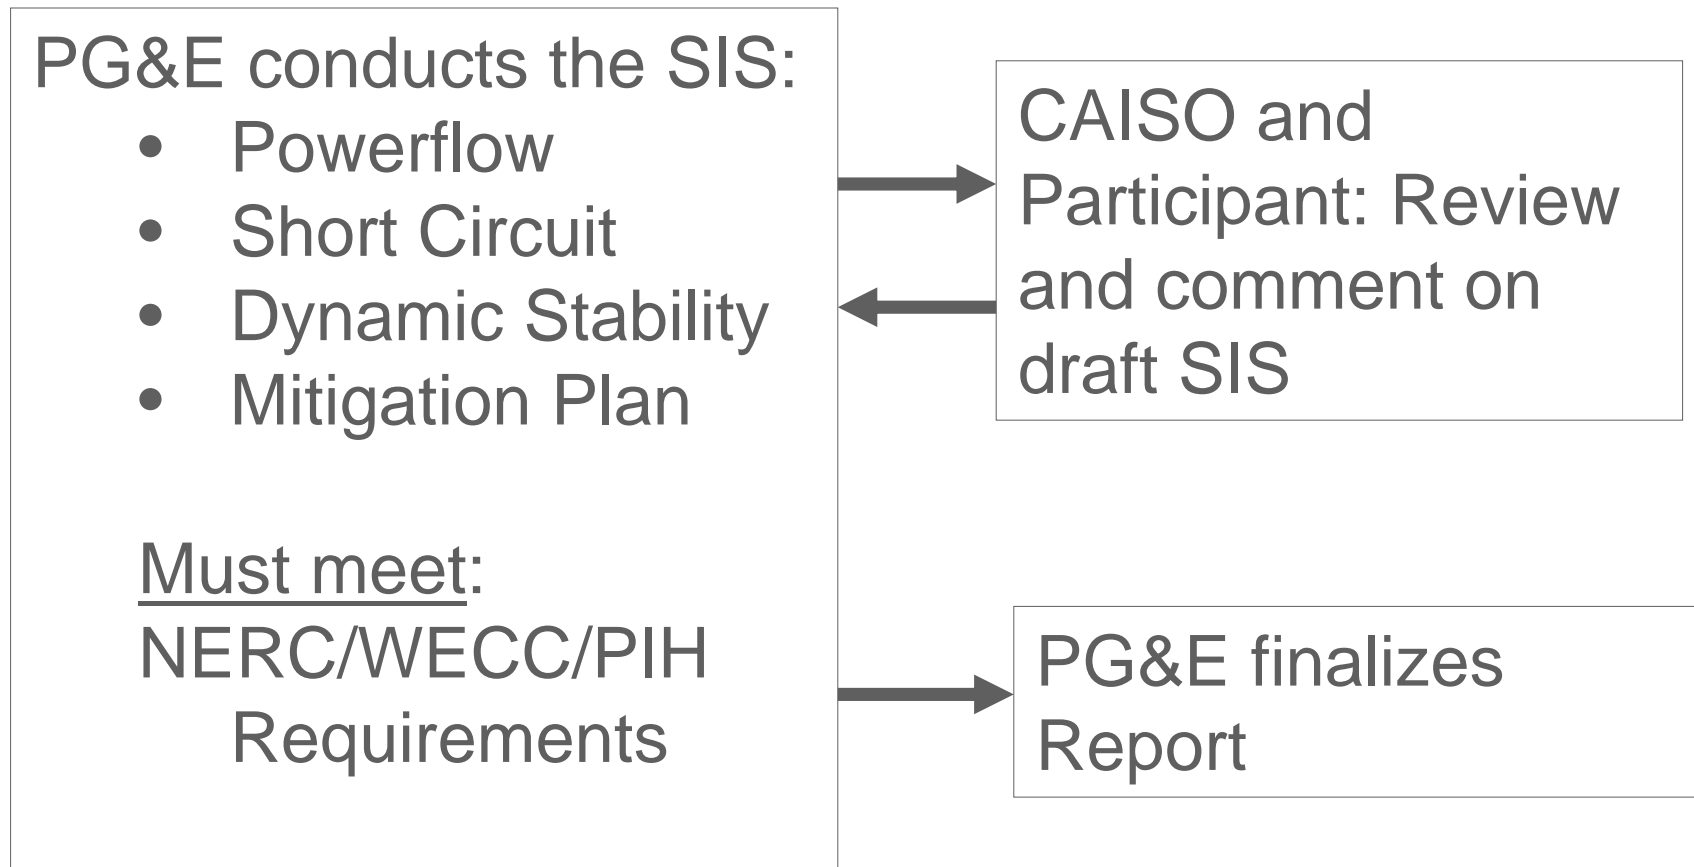 PG&E conducts the SIS:
• Powerflow
• Short Circuit
• Dynamic Stability
• Mitigation Plan
Must meet:
NERC/WECC/PIH
Requirements
CAISO and
Participant: Review
and comment on
draft SIS
PG&E finalizes
Report